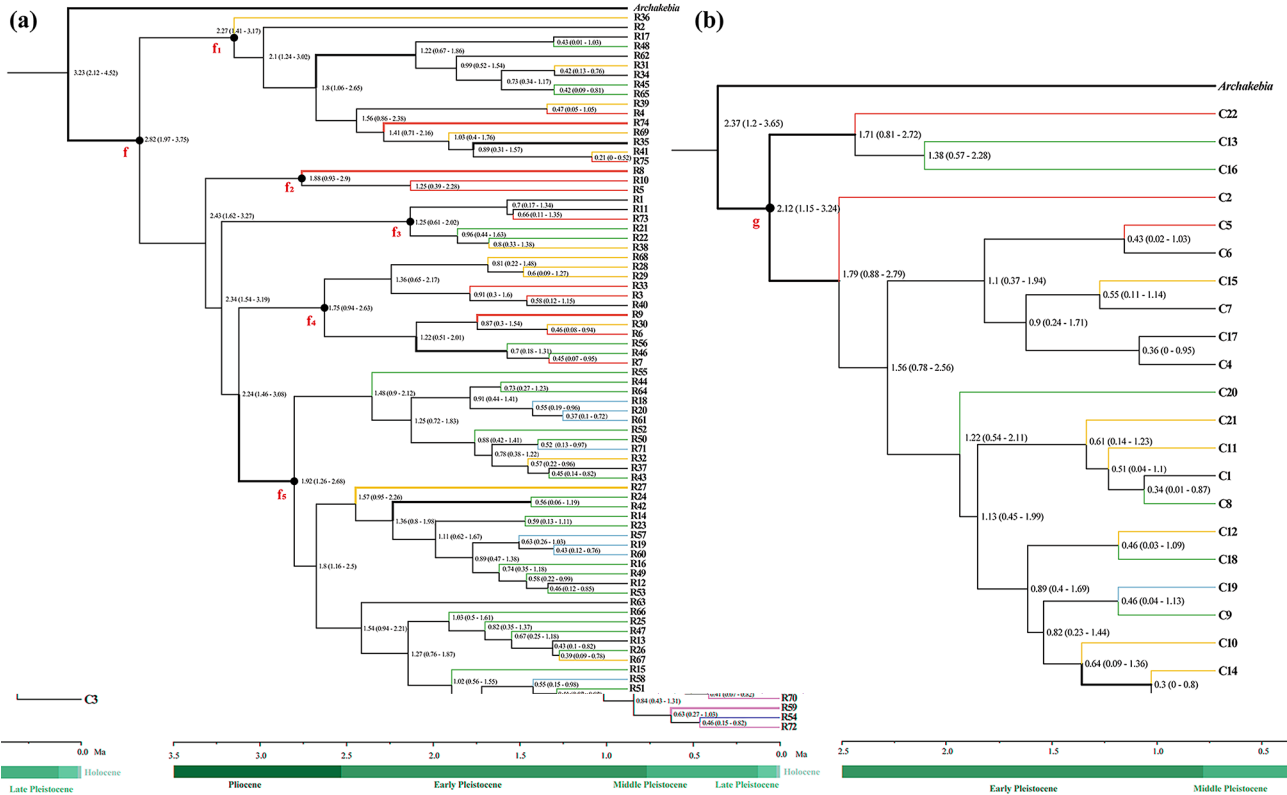 (a)
Archakebia
R36
2.27 (1.41 - 3.17)
f1
R2
2.1 (1.24 - 3.02)
R17
0.43 (0.01 - 1.03)
R48
1.22 (0.67 - 1.86)
R62
0.99 (0.52 - 1.54)
R31
0.42 (0.13 - 0.76)
R34
0.73 (0.34 - 1.17)
R45
0.42 (0.09 - 0.81)
R65
3.23 (2.12 - 4.52)
1.8 (1.06 - 2.65)
R39
0.47 (0.05 - 1.05)
R4
1.56 (0.86 - 2.38)
R74
1.41 (0.71 - 2.16)
R69
1.03 (0.4 - 1.76)
R35
0.89 (0.31 - 1.57)
R41
0.21 (0 - 0.52)
R75
2.82 (1.97 - 3.75)
f
R8
1.88 (0.93 - 2.9)
f2
R10
1.25 (0.39 - 2.28)
R5
2.43 (1.62 - 3.27)
R1
0.7 (0.17 - 1.34)
R11
0.66 (0.11 - 1.35)
R73
1.25 (0.61 - 2.02)
f3
R21
0.96 (0.44 - 1.63)
R22
0.8 (0.33 - 1.38)
R38
R68
0.81 (0.22 - 1.48)
R28
0.6 (0.09 - 1.27)
R29
1.36 (0.65 - 2.17)
R33
0.91 (0.3 - 1.6)
R3
0.58 (0.12 - 1.15)
R40
2.34 (1.54 - 3.19)
1.75 (0.94 - 2.63)
f4
R9
0.87 (0.3 - 1.54)
R30
0.46 (0.08 - 0.94)
R6
1.22 (0.51 - 2.01)
R56
0.7 (0.18 - 1.31)
R46
0.45 (0.07 - 0.95)
R7
R55
2.24 (1.46 - 3.08)
1.48 (0.9 - 2.12)
R44
0.73 (0.27 - 1.23)
R64
0.91 (0.44 - 1.41)
R18
0.55 (0.19 - 0.96)
R20
0.37 (0.1 - 0.72)
R61
1.25 (0.72 - 1.83)
R52
0.88 (0.42 - 1.41)
R50
0.52 (0.13 - 0.97)
R71
0.78 (0.38 - 1.22)
R32
0.57 (0.22 - 0.96)
R37
0.45 (0.14 - 0.82)
R43
1.92 (1.26 - 2.68)
f5
R27
1.57 (0.95 - 2.26)
R24
0.56 (0.06 - 1.19)
R42
1.36 (0.8 - 1.98)
R14
0.59 (0.13 - 1.11)
R23
1.11 (0.62 - 1.67)
R57
0.63 (0.26 - 1.03)
R19
0.43 (0.12 - 0.76)
R60
0.89 (0.47 - 1.38)
R16
0.74 (0.35 - 1.18)
R49
0.58 (0.22 - 0.99)
R12
0.46 (0.12 - 0.85)
R53
1.8 (1.16 - 2.5)
R63
1.54 (0.94 - 2.21)
R66
1.03 (0.5 - 1.61)
R25
0.82 (0.35 - 1.37)
R47
0.67 (0.25 - 1.18)
R13
0.43 (0.1 - 0.82)
R26
0.39 (0.09 - 0.78)
R67
1.27 (0.76 - 1.87)
R15
1.02 (0.56 - 1.55)
R58
0.55 (0.15 - 0.98)
R51
R70
0.84 (0.43 - 1.31)
R59
0.63 (0.27 - 1.03)
R54
0.46 (0.15 - 0.82)
R72
C3
0.0 Ma
Holocene
Late Pleistocene
3.5 3.0 2.5 2.0 1.5 1.0 0.5 0.0 Ma
Holocene
Pliocene Early Pleistocene Middle Pleistocene Late Pleistocene
(b)
Archakebia
2.37 (1.2 - 3.65)
C22
1.71 (0.81 - 2.72)
C13
1.38 (0.57 - 2.28)
C16
C2
2.12 (1.15 - 3.24)
g
C5
0.43 (0.02 - 1.03)
C6
1.79 (0.88 - 2.79)
1.1 (0.37 - 1.94)
C15
0.55 (0.11 - 1.14)
C7
0.9 (0.24 - 1.71)
C17
0.36 (0 - 0.95)
C4
1.56 (0.78 - 2.56)
C20
C21
1.22 (0.54 - 2.11)
0.61 (0.14 - 1.23)
C11
0.51 (0.04 - 1.1)
C1
0.34 (0.01 - 0.87)
C8
1.13 (0.45 - 1.99)
C12
0.46 (0.03 - 1.09)
C18
0.89 (0.4 - 1.69)
C19
0.46 (0.04 - 1.13)
C9
0.82 (0.23 - 1.44)
C10
0.64 (0.09 - 1.36)
C14
0.3 (0 - 0.8)
2.5 2.0 1.5 1.0 0.5
Early Pleistocene Middle Pleistocene